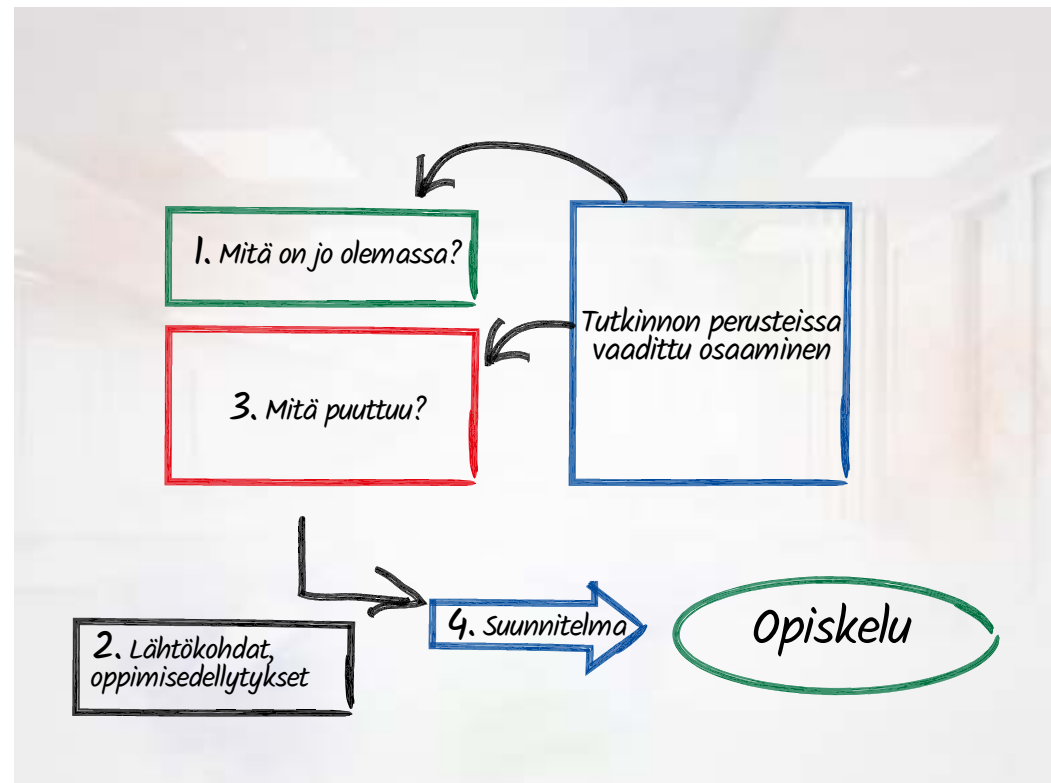 1. Mitä on jo olemassa?
Tutkinnon perusteissa
vaadittu osaaminen
3. Mitä puuttuu?
4. Suunnitelma
Opiskelu
2. Lähtökohdat,
oppimisedellytykset